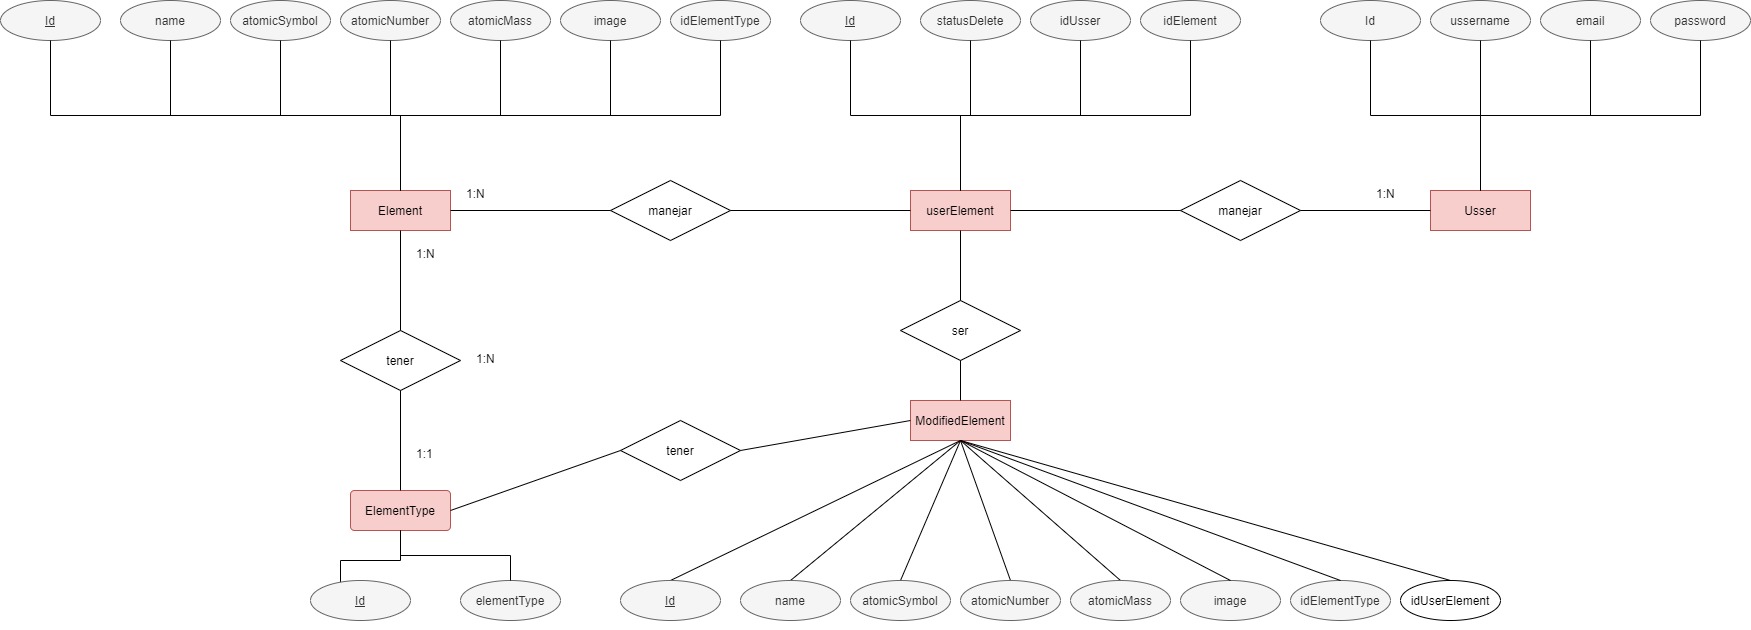 Id
name
atomicSymbol
atomicNumber
atomicMass
image
idElementType
Id
statusDelete
idUsser
idElement
Id
ussername
email
password
1:N
1:N
Element
manejar
userElement
manejar
Usser
1:N
ser
tener
1:N
ModifiedElement
tener
1:1
ElementType
Id
elementType
Id
name
atomicSymbol
atomicNumber
atomicMass
image
idElementType
idUserElement